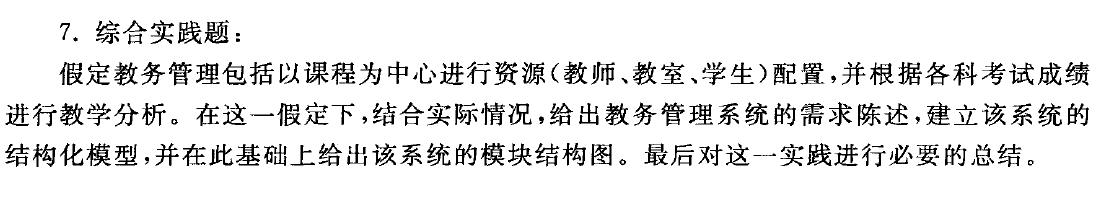 7. 综合实践题：
假定教务管理包括以课程为中心进行资源(教师、教室、学生)配置，并根据各科考试成绩
进行教学分析。在这一假定下，结合实际情况，给出教务管理系统的需求陈述，建立该系统的
结构化模型，并在此基础上给出该系统的模块结构图。最后对这一实践进行必要的总结。